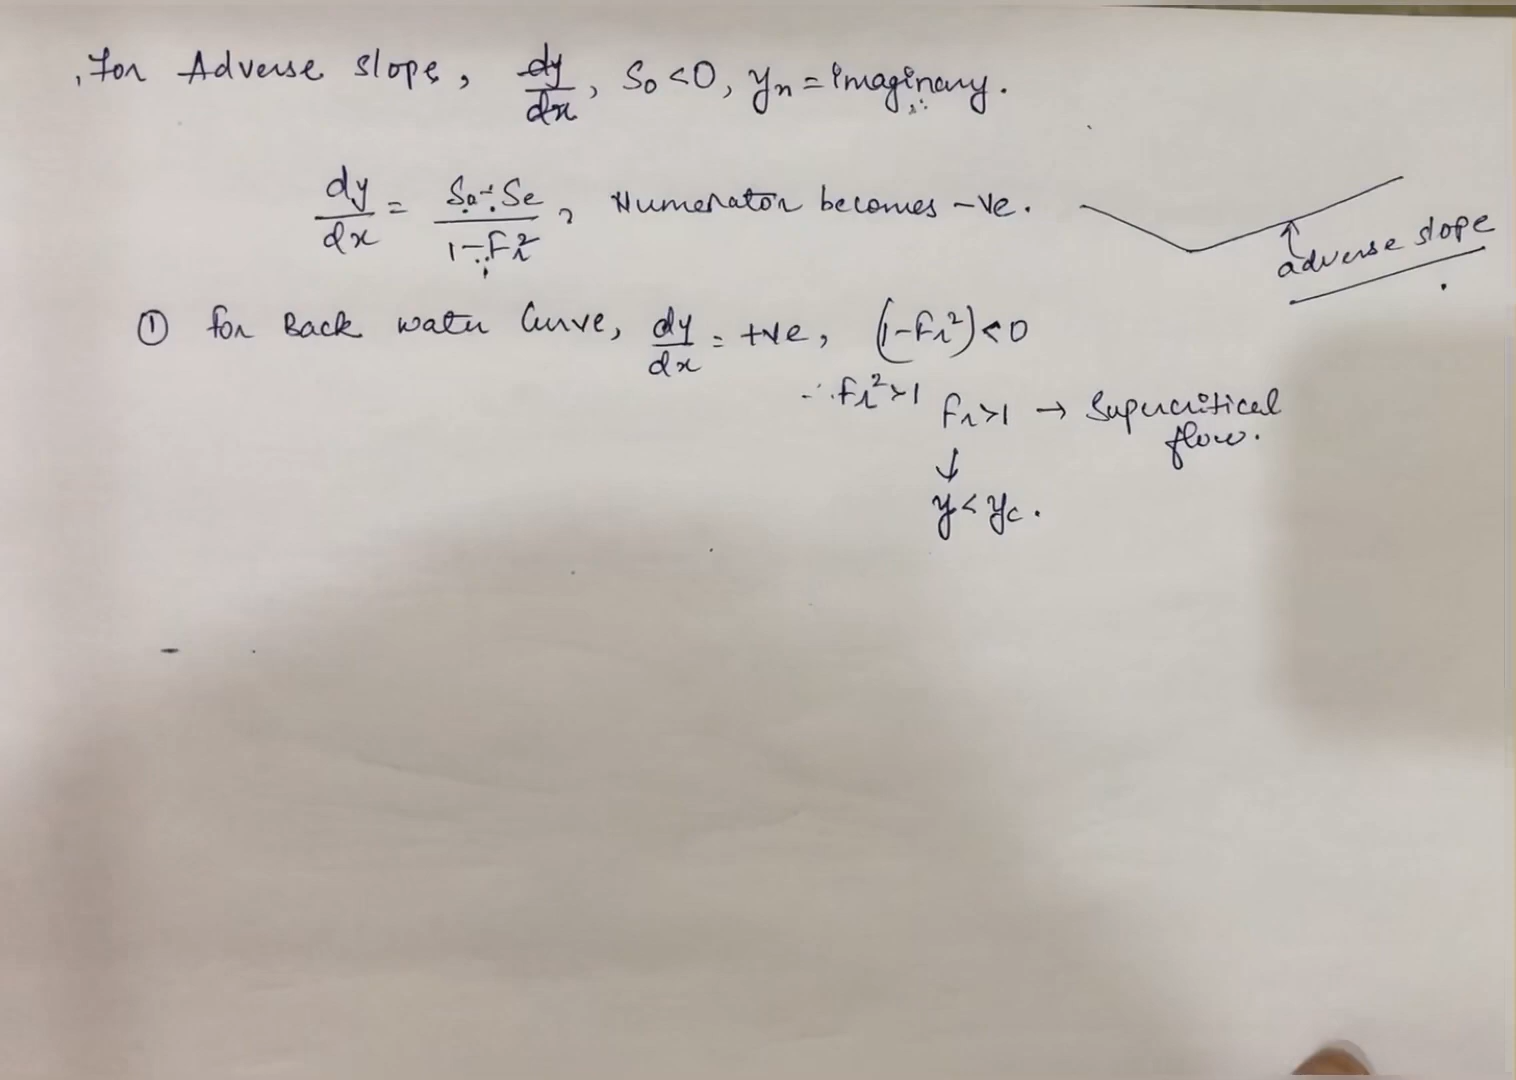 For Adverse slope, dy/dx, So <0, yn = imaginary.
dy/dx = So - Se / 1 - Fr², Numerator becomes -ve.
adverse slope
① for Back water Curve, dy/dx = +ve, (1-Fr²)<0
∴ Fr²>1 Fr>1 → Supercritical flow.
↓
y < yc.